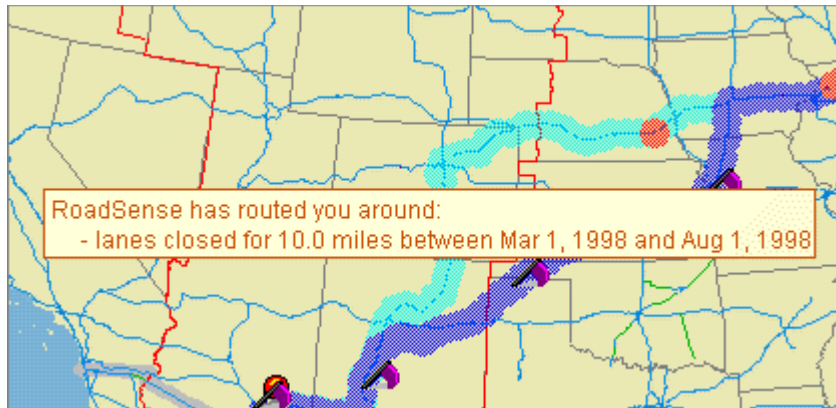 RoadSense has routed you around:
- lanes closed for 10.0 miles between Mar 1, 1998 and Aug 1, 1998